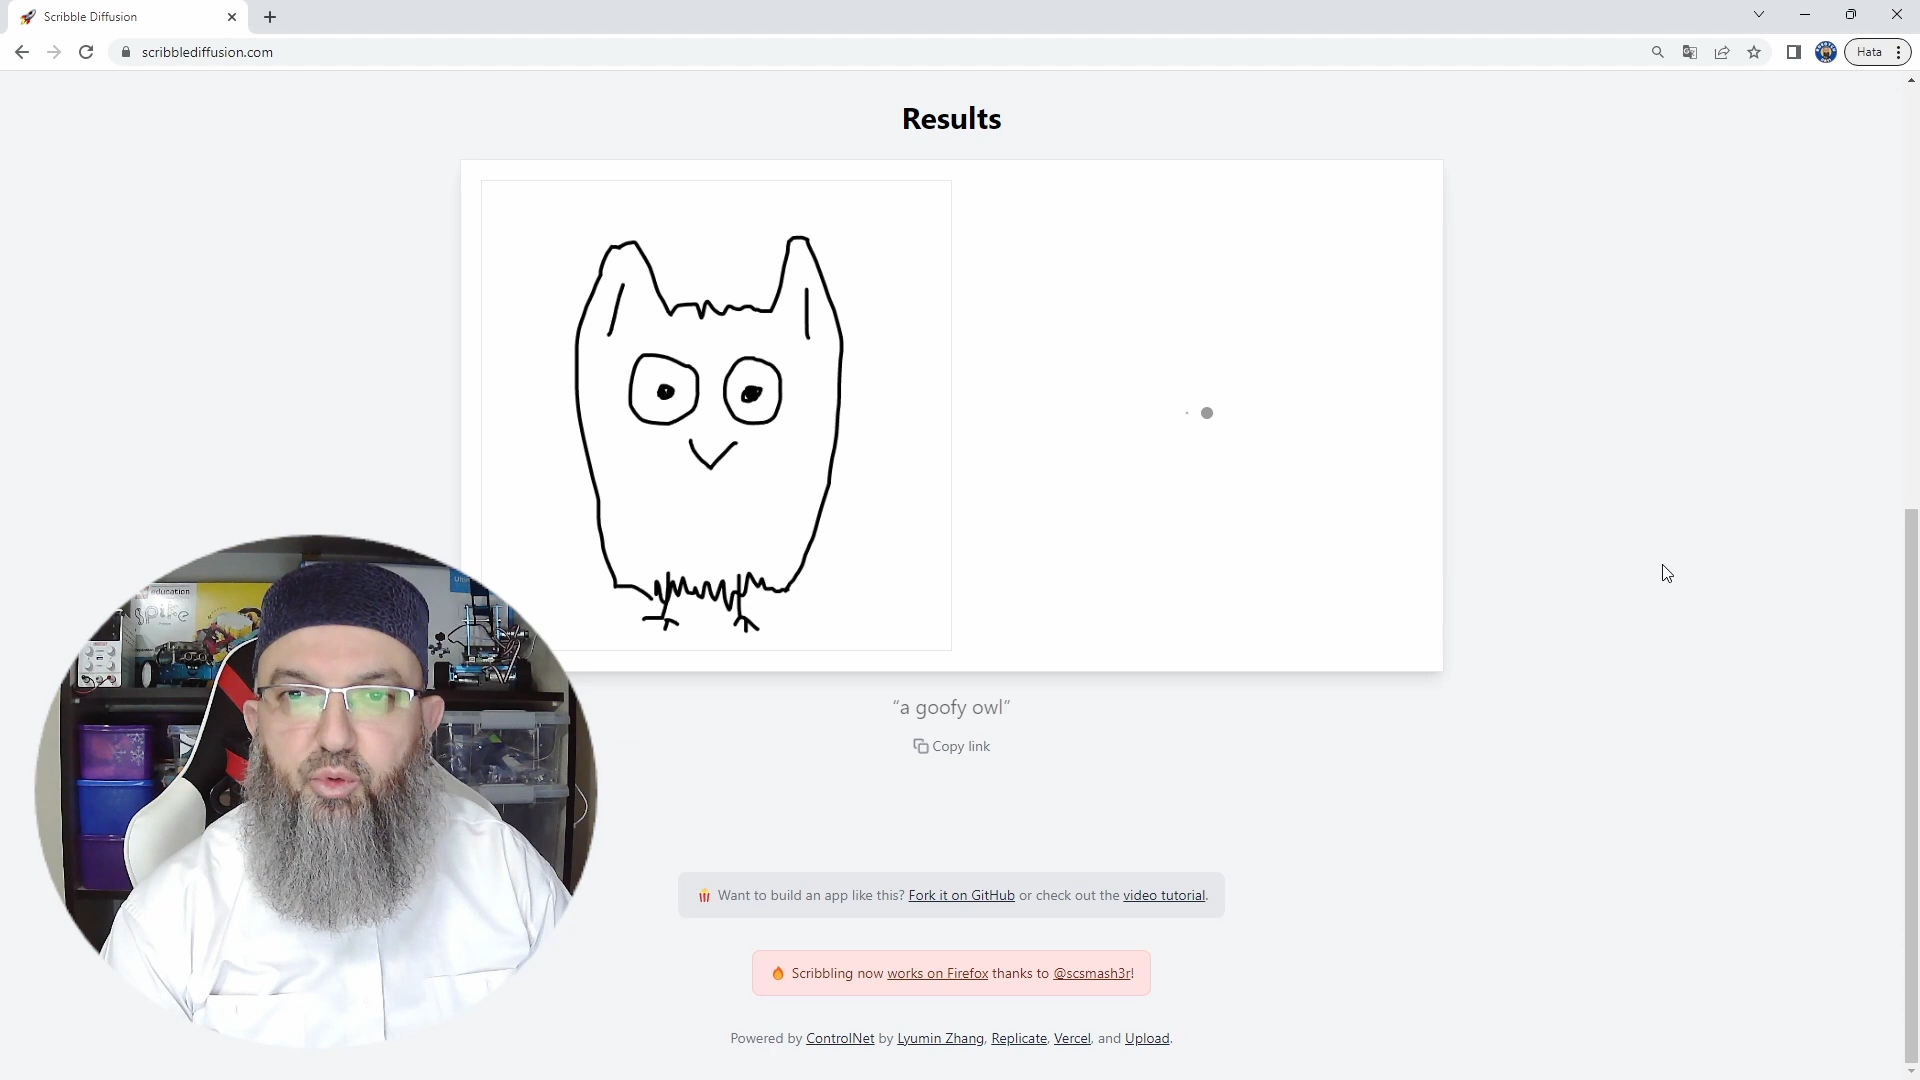 Scribble Diffusion
scribblediffusion.com
Hata
Results
“a goofy owl”
Copy link
education
spike
Want to build an app like this? Fork it on GitHub or check out the video tutorial.
Scribbling now works on Firefox thanks to @scsmash3r!
Powered by ControlNet by Lyumin Zhang, Replicate, Vercel, and Upload.